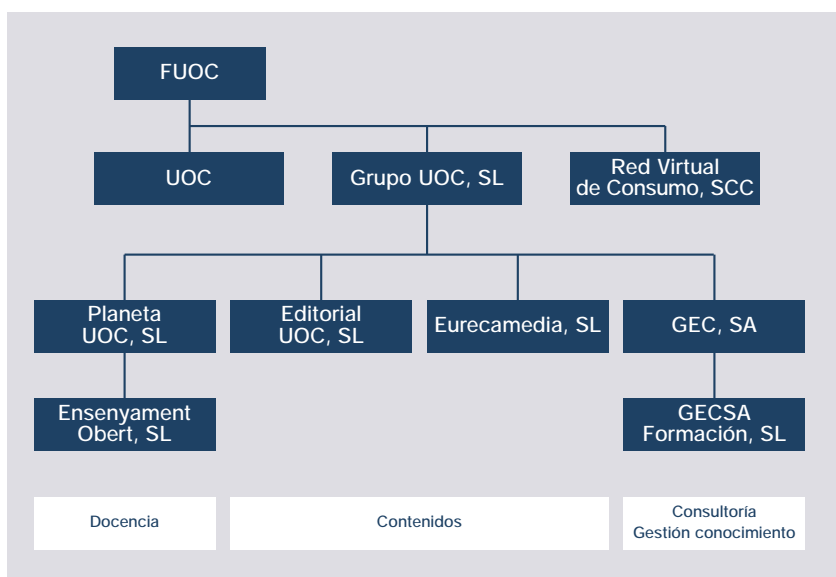 FUOC
UOC
Grupo UOC, SL
Red Virtual
de Consumo, SCC
Planeta
UOC, SL
Editorial
UOC, SL
Eurecamedia, SL
GEC, SA
Ensenyament
Obert, SL
GECSA
Formación, SL
Docencia
Contenidos
Consultoría
Gestión conocimiento